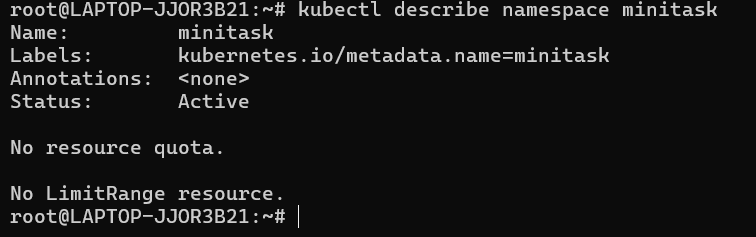 root@LAPTOP-JJOR3B21:~# kubectl describe namespace minitask
Name:         minitask
Labels:       kubernetes.io/metadata.name=minitask
Annotations:  <none>
Status:       Active

No resource quota.

No LimitRange resource.
root@LAPTOP-JJOR3B21:~#